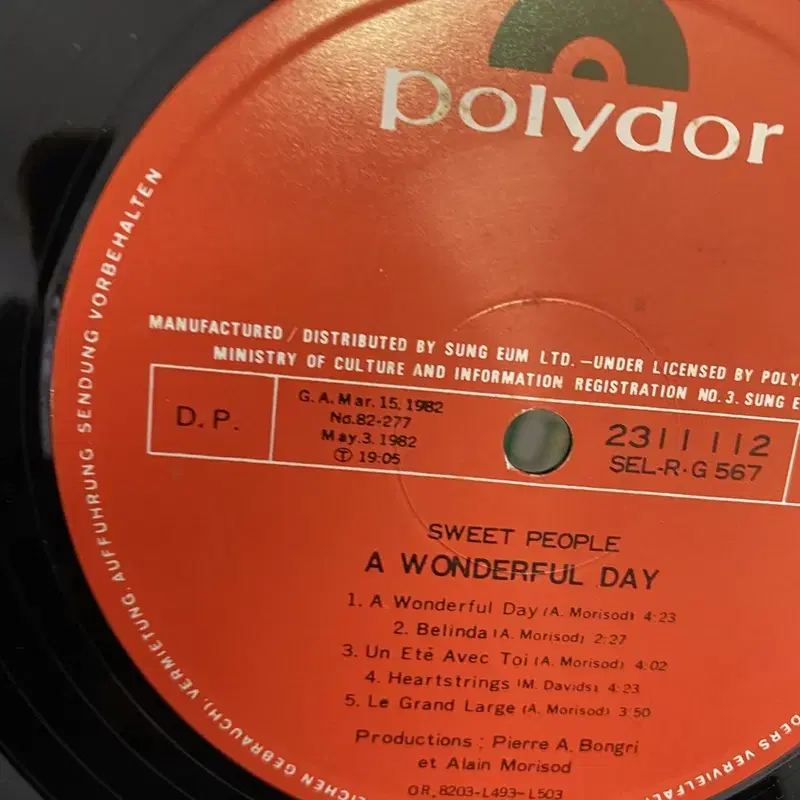 polydor
MANUFACTURED / DISTRIBUTED BY SUNG EUM LTD. —UNDER LICENSED BY
MINISTRY OF CULTURE AND INFORMATION REGISTRATION NO. 3. SUNG
D. P.
G. A. Mar. 15. 1982
No. 82-277
May. 3. 1982
Ⓣ 19:05
2311 112
SEL-R·G 567
SWEET PEOPLE
A WONDERFUL DAY
1. A Wonderful Day (A. Morisod) 4:23
2. Belinda (A. Morisod) 2:27
3. Un Eté Avec Toi (A. Morisod) 4:02
4. Heartstrings (M. Davids) 4:23
5. Le Grand Large (A. Morisod) 3:50
Productions : Pierre A. Bongri
et Alain Morisod
OR. 8203-L493-L503
GEBRAUCH), VERMIETUNG. AUFFUHRUNG. SENDUNG VORBEHALTEN